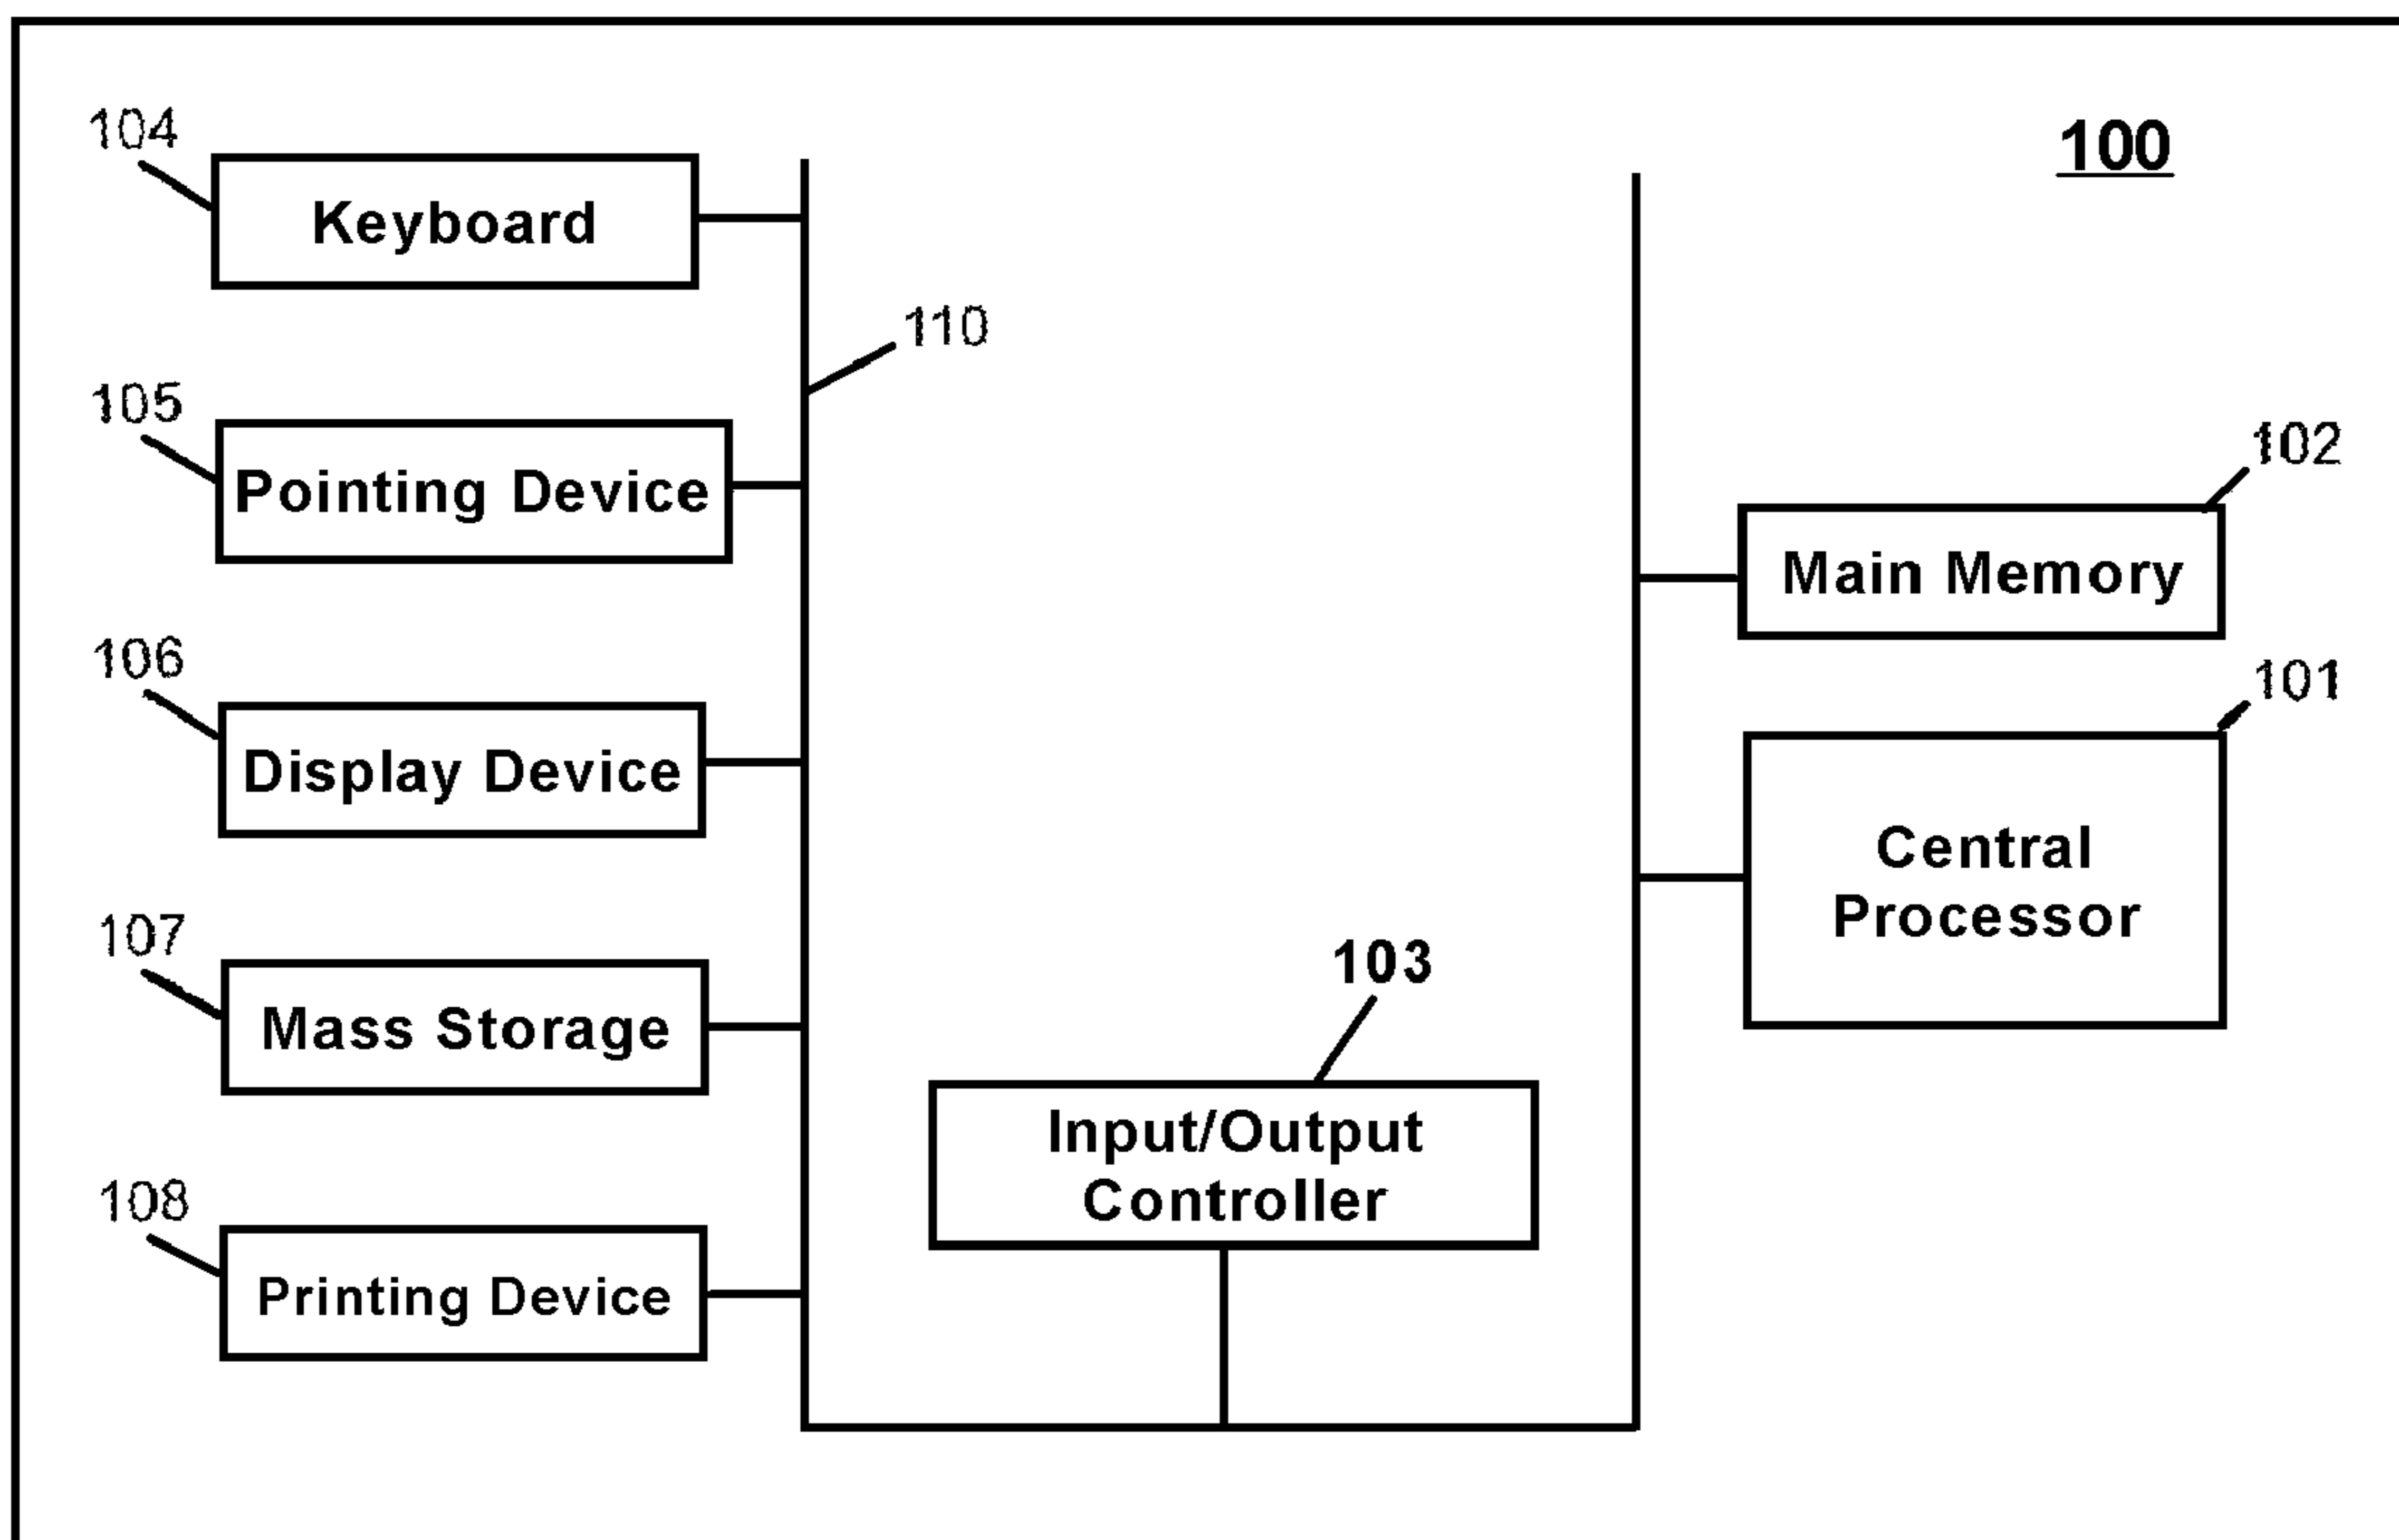 100
104
Keyboard
110
105
Pointing Device
102
Main Memory
106
Display Device
101
Central
Processor
107
Mass Storage
103
Input/Output
Controller
108
Printing Device